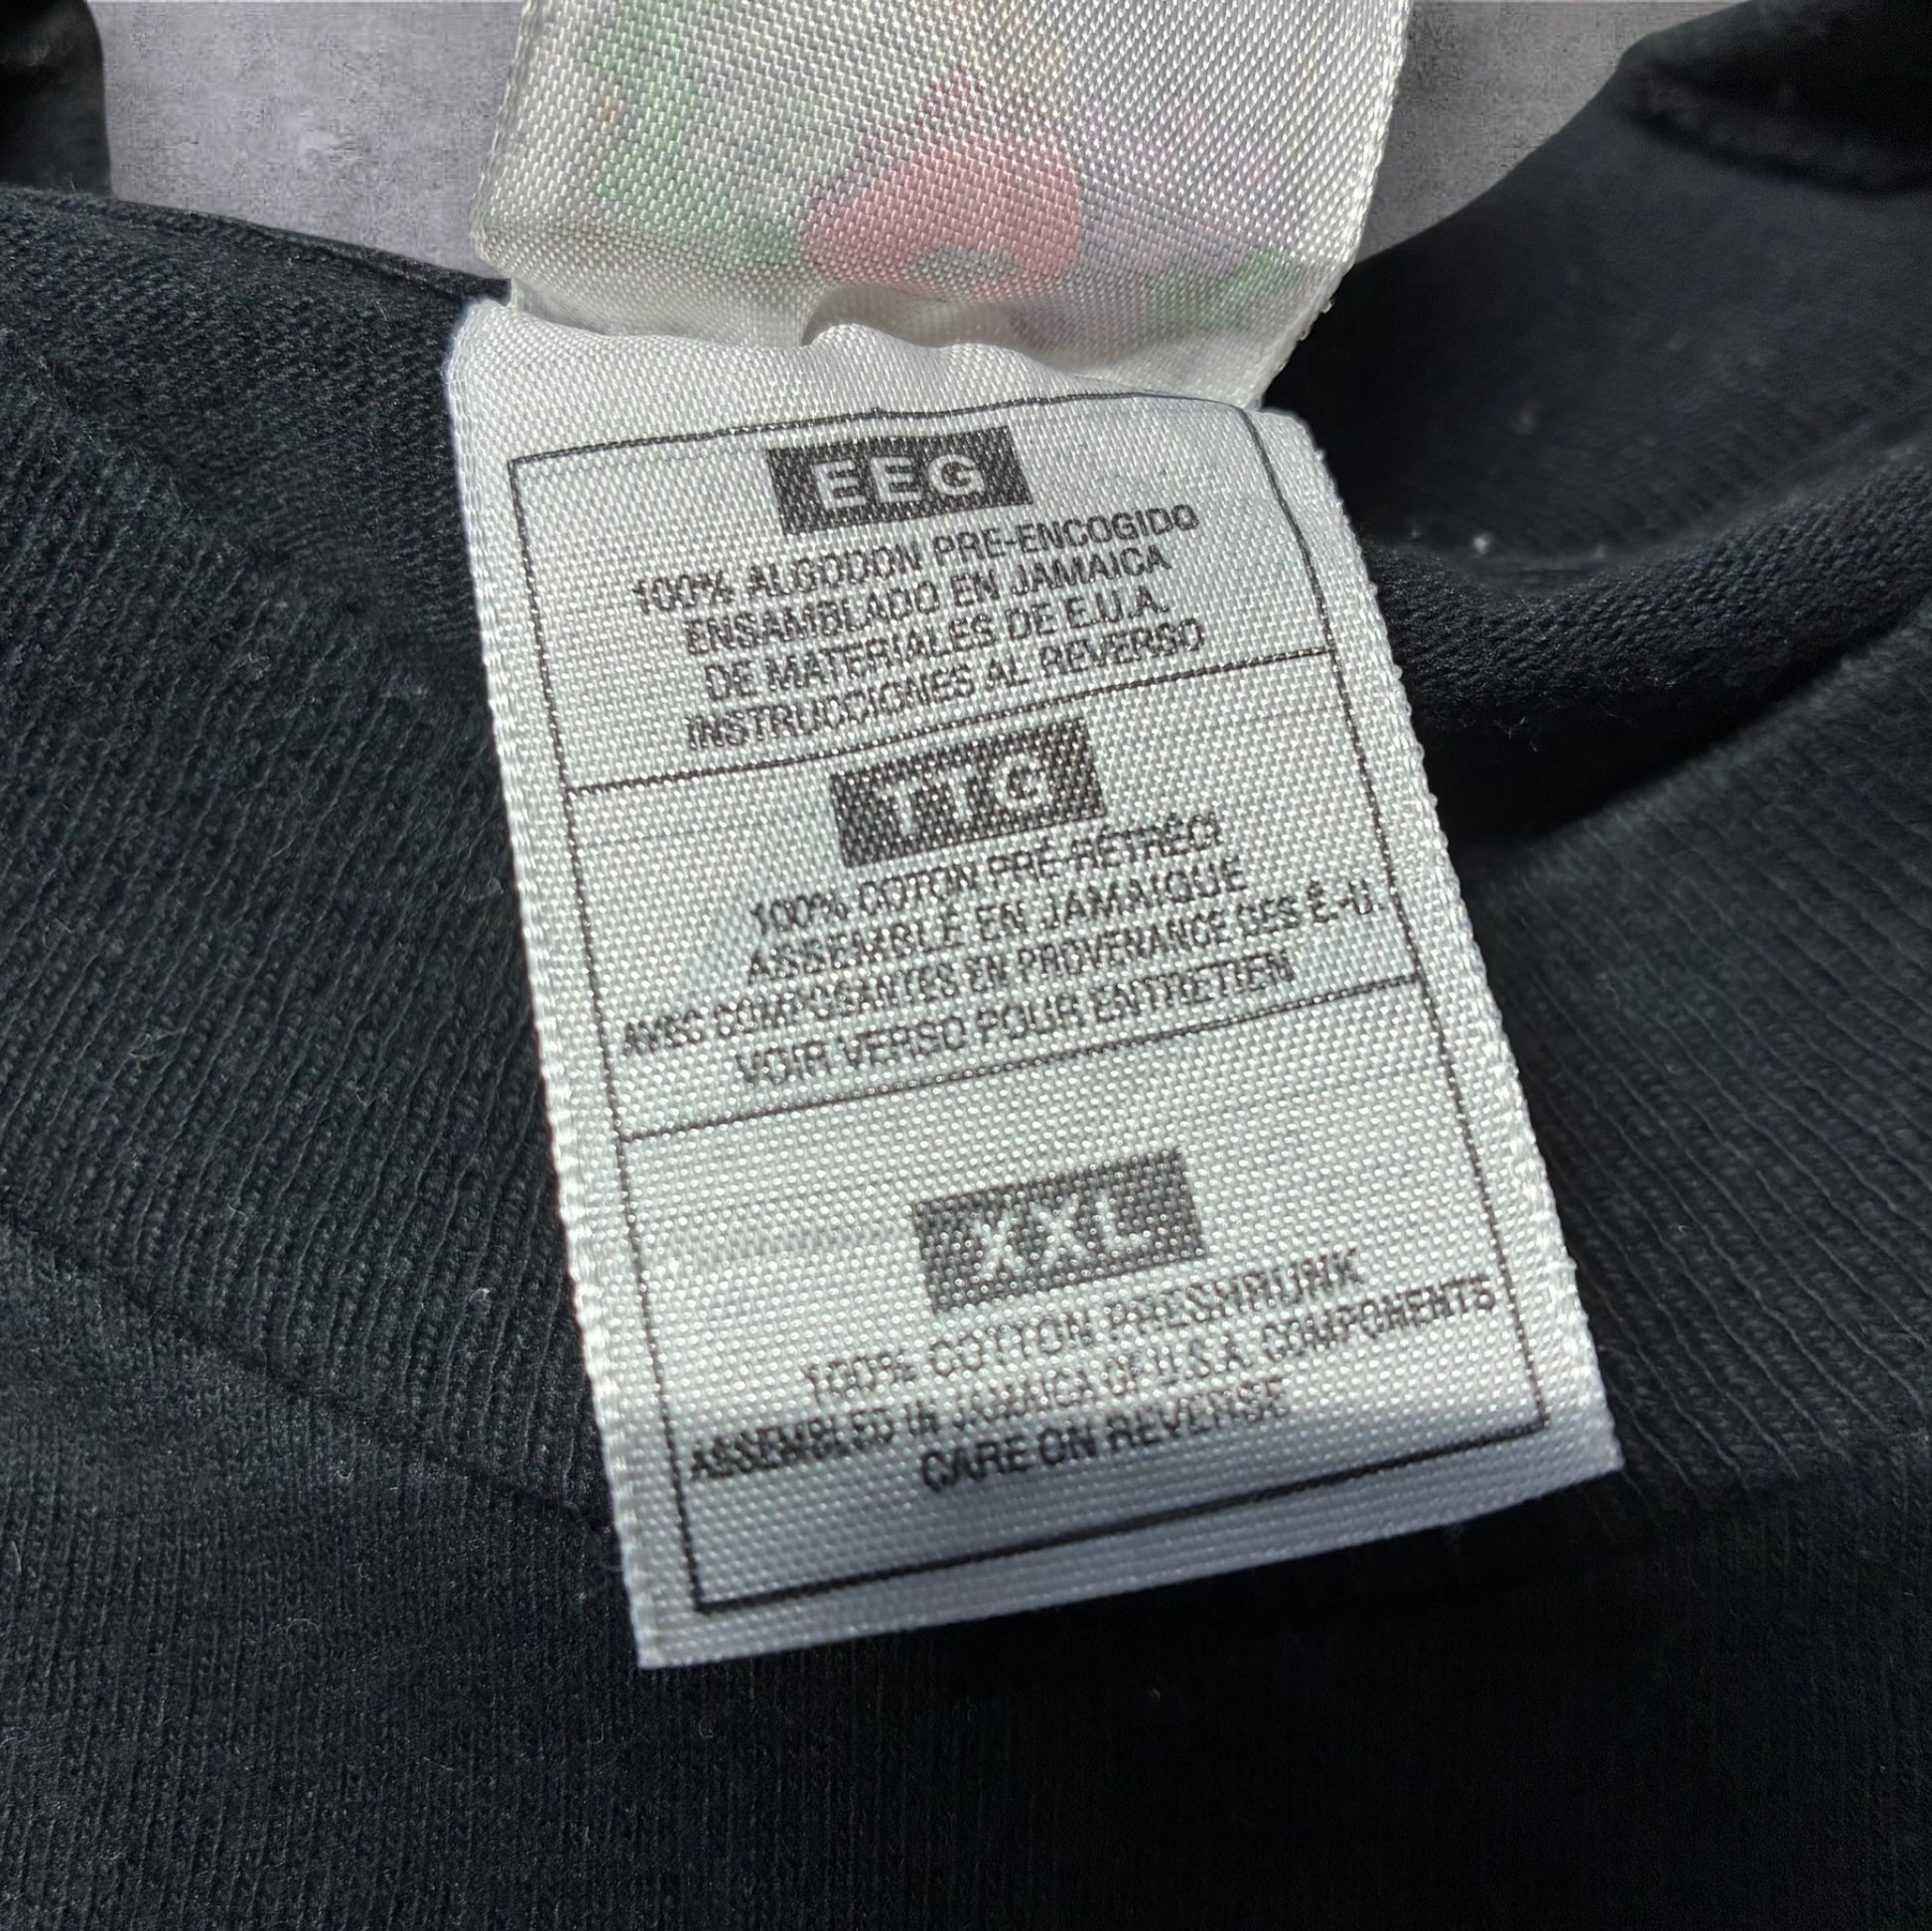 EEG
100% ALGODON PRE-ENCOGIDO
ENSAMBLADO EN JAMAICA
DE MATERIALES DE E.U.A.
INSTRUCCIONES AL REVERSO
TTG
100% COTON PRÉ-RÉTRÉCI
ASSEMBLÉ EN JAMAIQUE
AVEC COMPOSANTES EN PROVENANCE DES É.-U.
VOIR VERSO POUR ENTRETIEN
XXL
100% COTTON PRESHRUNK
ASSEMBLED IN JAMAICA OF U.S.A. COMPONENTS
CARE ON REVERSE